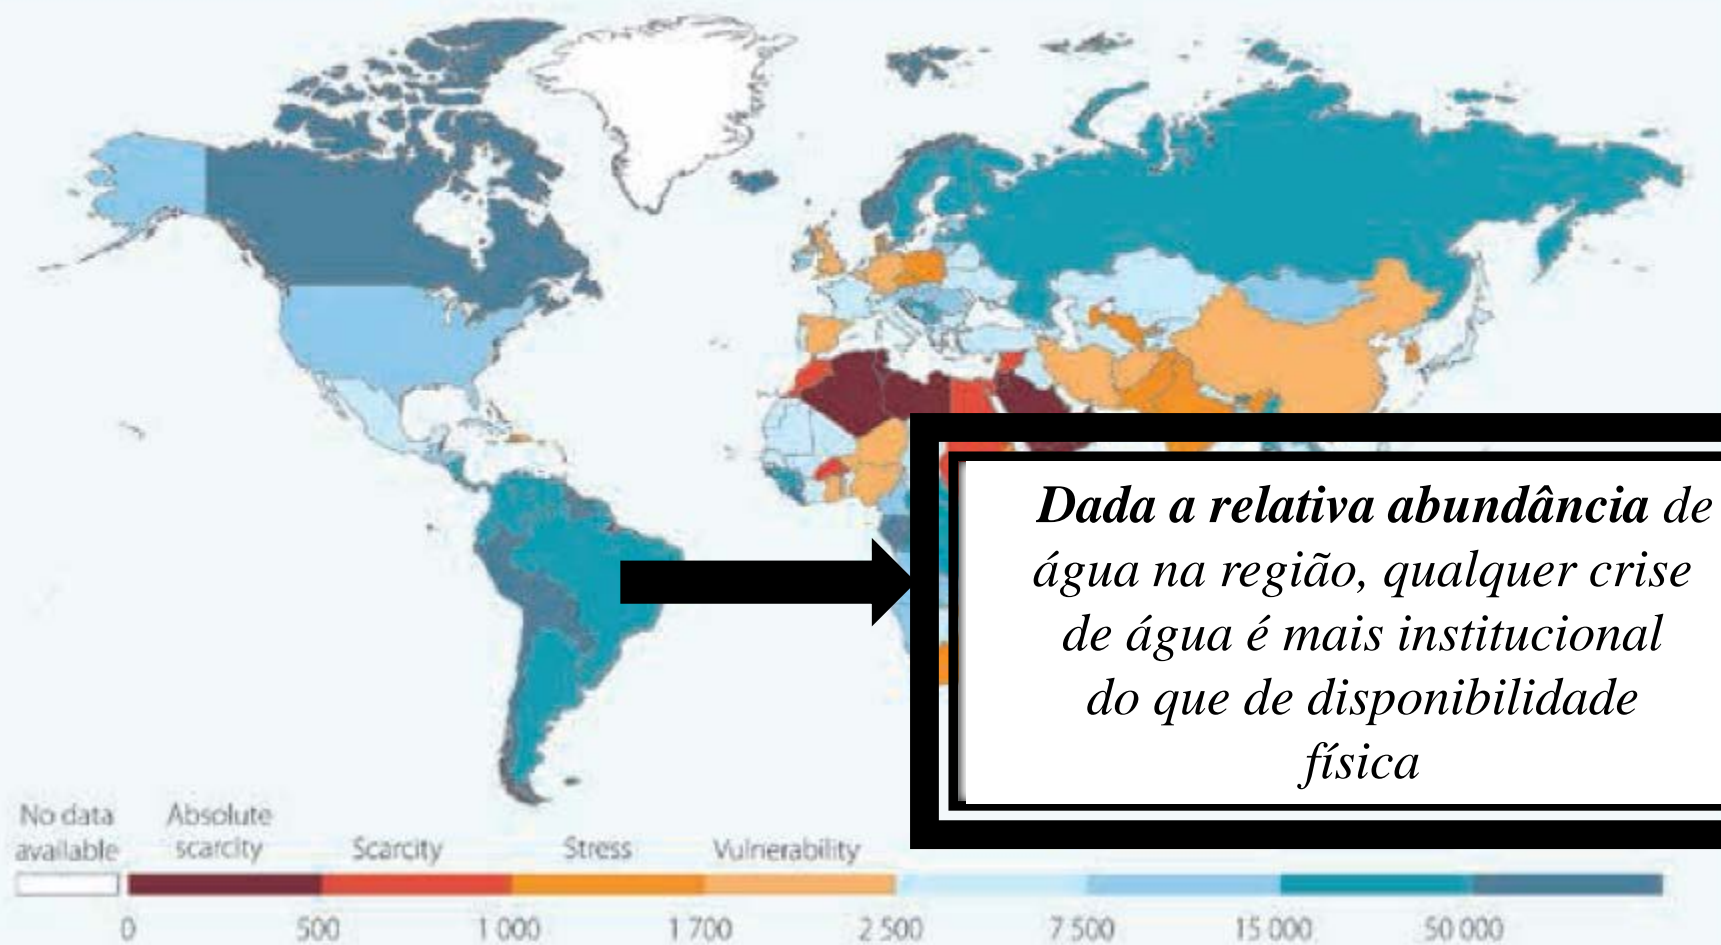 Dada a relativa abundância de
água na região, qualquer crise
de água é mais institucional
do que de disponibilidade
física
No data available
Absolute scarcity
Scarcity
Stress
Vulnerability
0 500 1 000 1 700 2 500 7 500 15 000 50 000